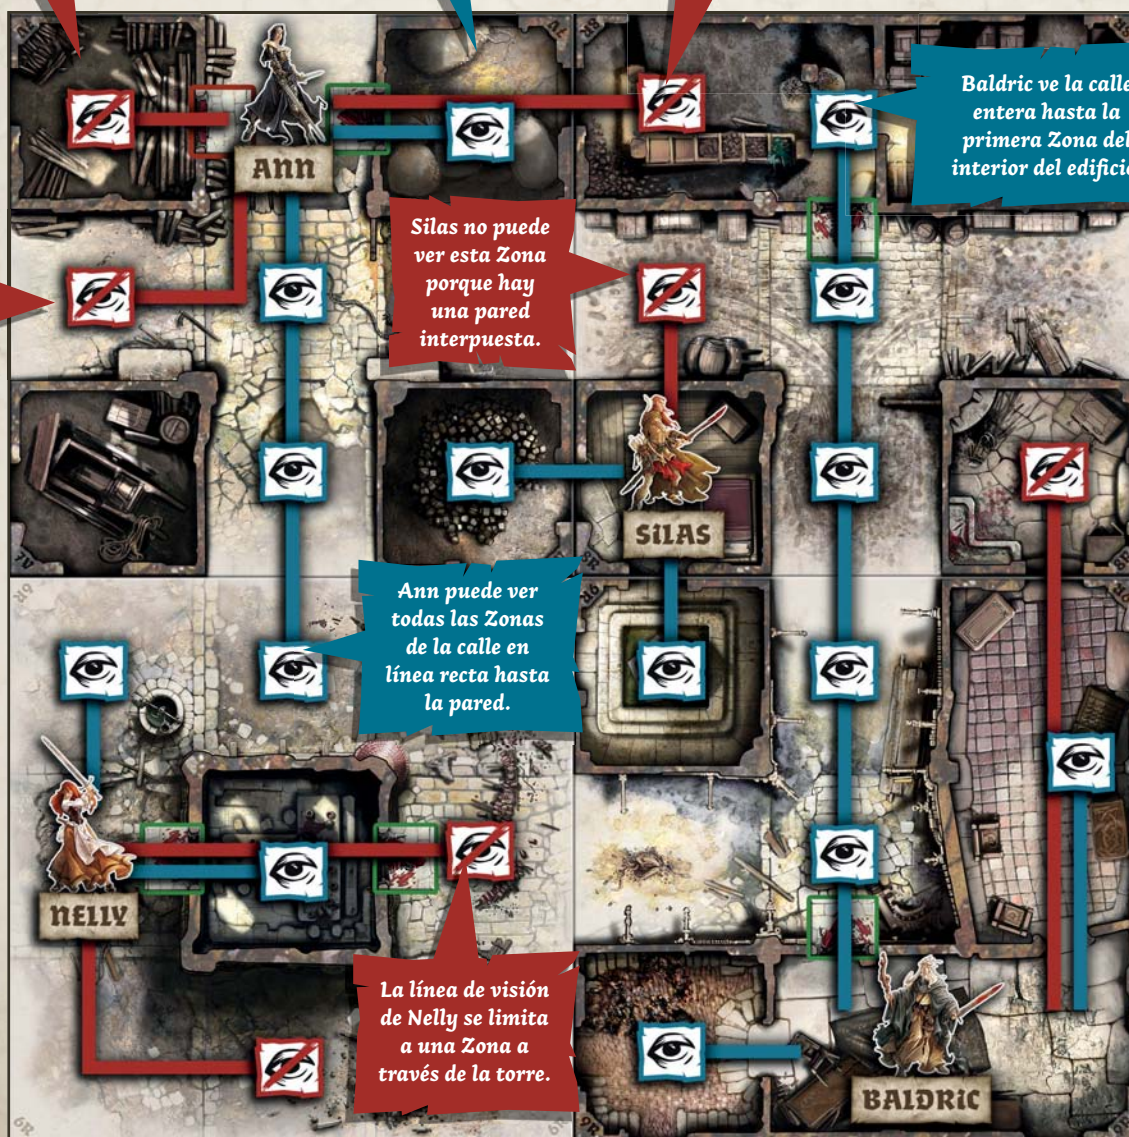 Baldric ve la calle
entera hasta la
primera Zona del
interior del edificio
ANN
Silas no puede
ver esta Zona
porque hay
una pared
interpuesta.
SILAS
Ann puede ver
todas las Zonas
de la calle en
línea recta hasta
la pared.
NELLY
La línea de visión
de Nelly se limita
a una Zona a
través de la torre.
BALDRIC